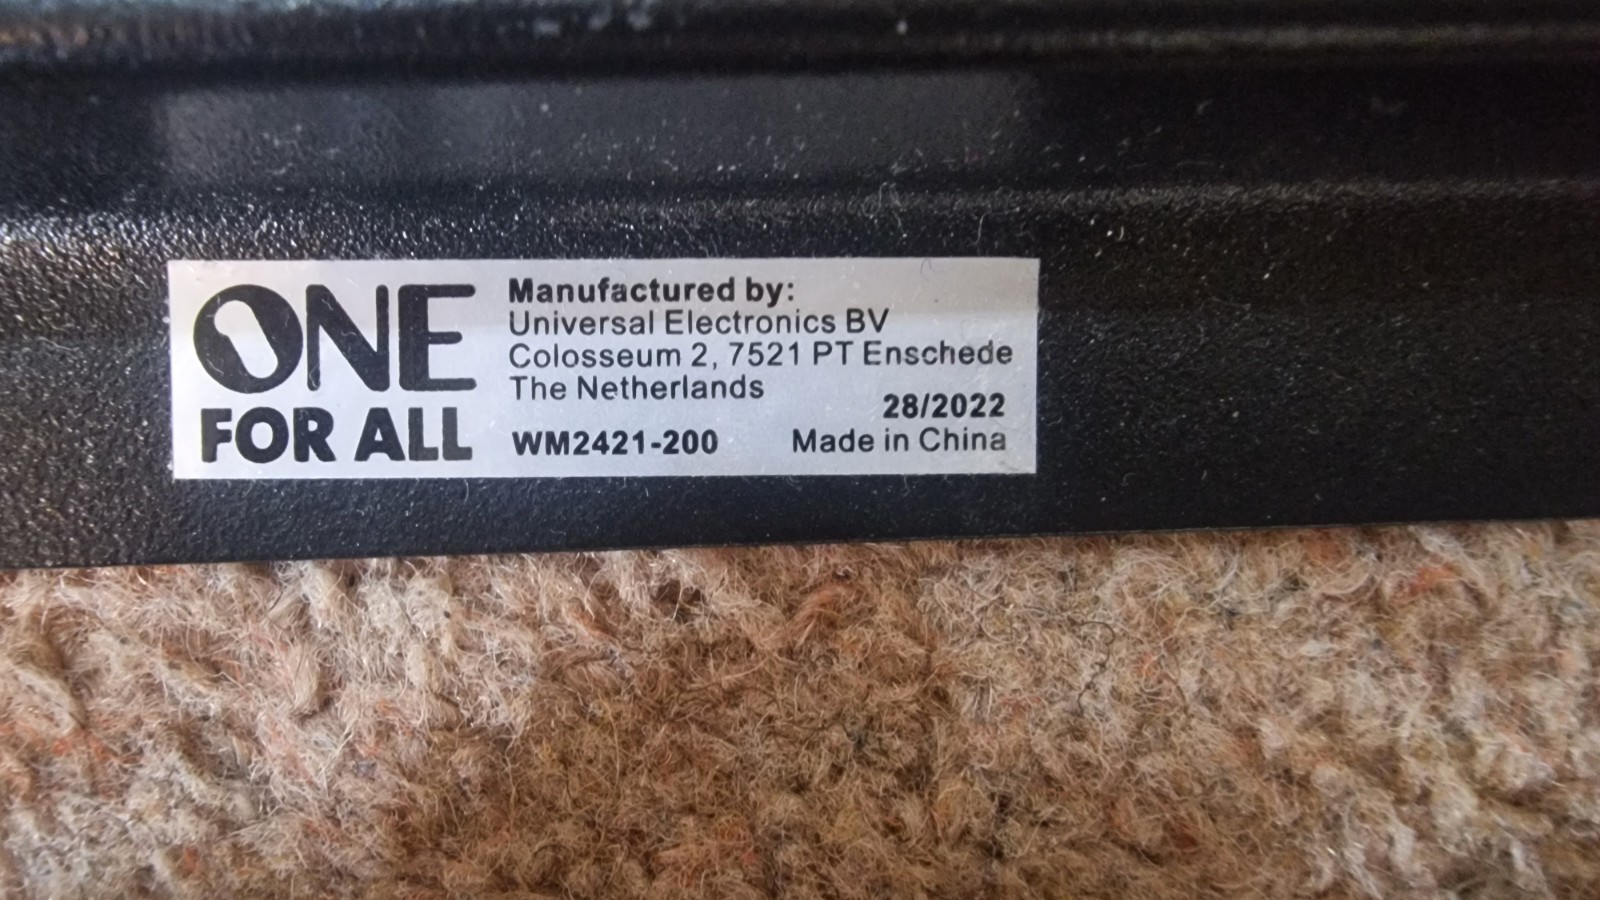 ONE
FOR ALL
Manufactured by:
Universal Electronics BV
Colosseum 2, 7521 PT Enschede
The Netherlands
28/2022
WM2421-200 Made in China